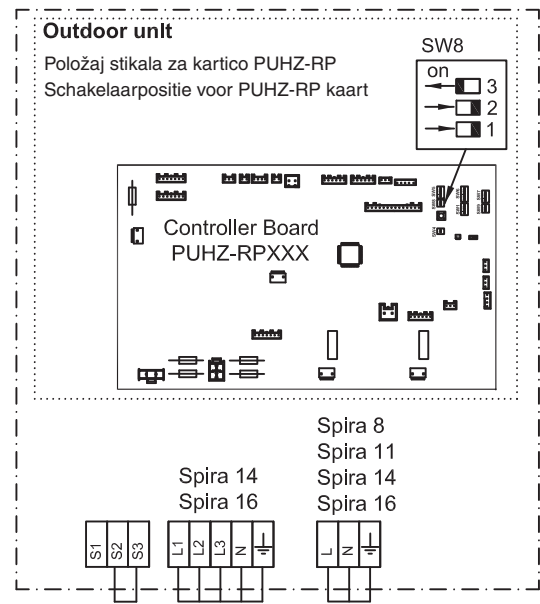 Outdoor unit
Položaj stikala za kartico PUHZ-RP
Schakelaarpositie voor PUHZ-RP kaart
SW8
on
3
2
1
Controller Board
PUHZ-RPXXX
Spira 8
Spira 11
Spira 14
Spira 16
Spira 14
Spira 16
S1 S2 S3
L1 L2 L3 N
L N